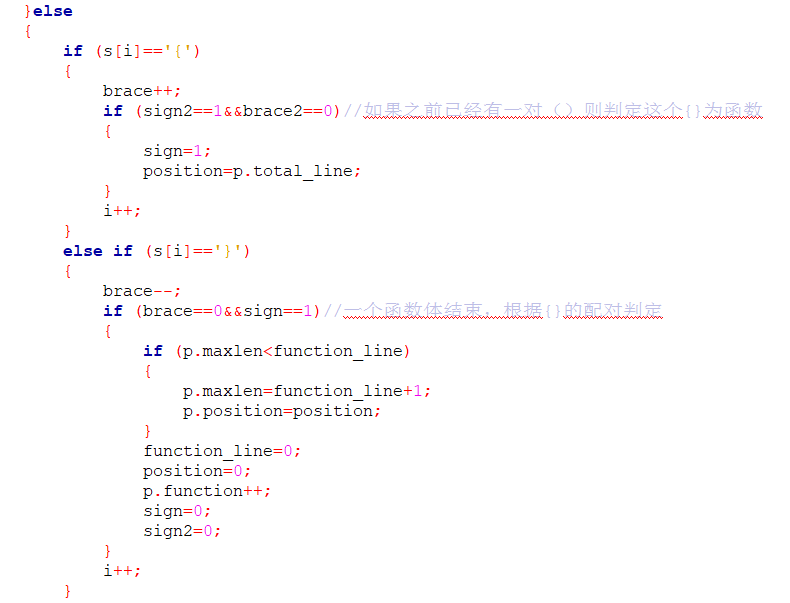 }else
{
if (s[i]=='{')
{
brace++;
if (sign2==1&&brace2==0)//如果之前已经有一对（）则判定这个{}为函数
{
sign=1;
position=p.total_line;
}
i++;
}
else if (s[i]=='}')
{
brace--;
if (brace==0&&sign==1)//一个函数体结束，根据{}的配对判定
{
if (p.maxlen<function_line)
{
p.maxlen=function_line+1;
p.position=position;
}
function_line=0;
position=0;
p.function++;
sign=0;
sign2=0;
}
i++;
}